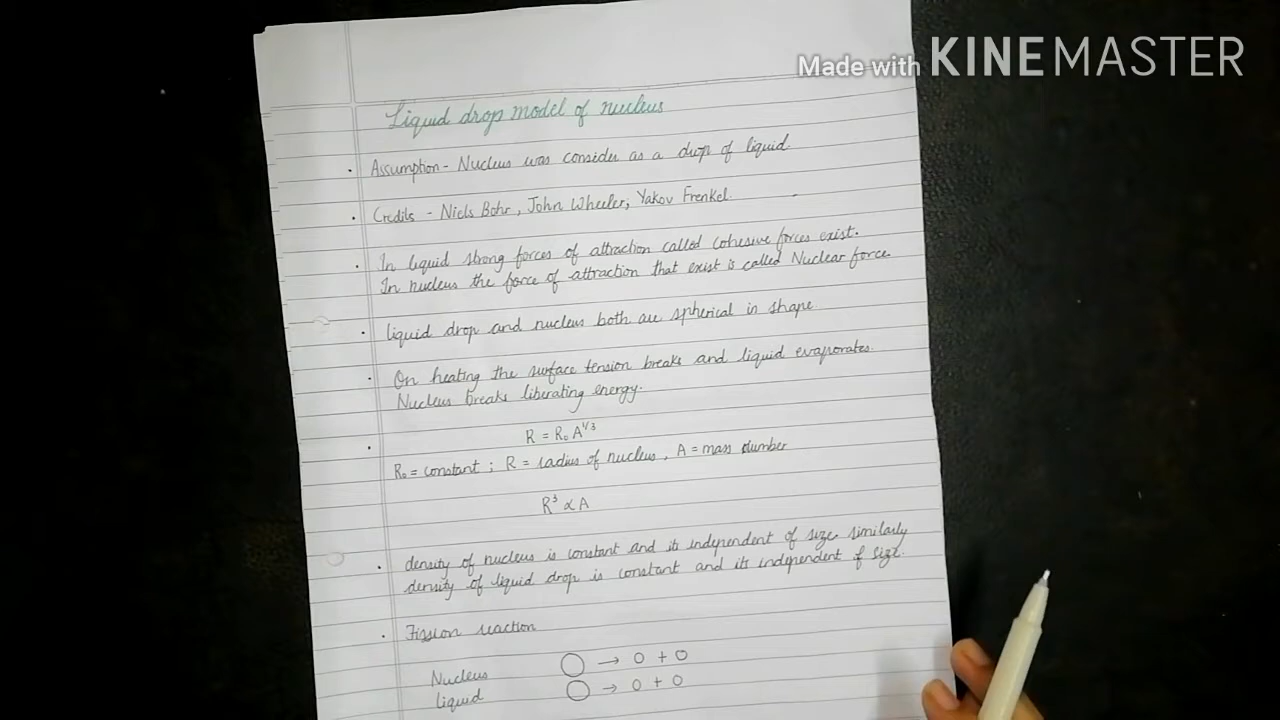 Made with KINEMASTER
Liquid drop model of nucleus
• Assumption - Nucleus was consider as a drop of liquid.
• Credits - Niels Bohr, John Wheeler, Yakov Frenkel.
• In liquid strong forces of attraction called cohesive forces exist.
In nucleus the force of attraction that exist is called Nuclear force
• liquid drop and nucleus both are spherical in shape
• On heating the surface tension breaks and liquid evaporates.
Nucleus breaks liberating energy.
• R = R₀ A^1/3
R₀ = constant ; R = radius of nucleus, A = mass number
R³ ∝ A
• density of nucleus is constant and its independent of size similarly
density of liquid drop is constant and its independent of size.
• Fission reaction
Nucleus O → O + O
liquid O → O + O